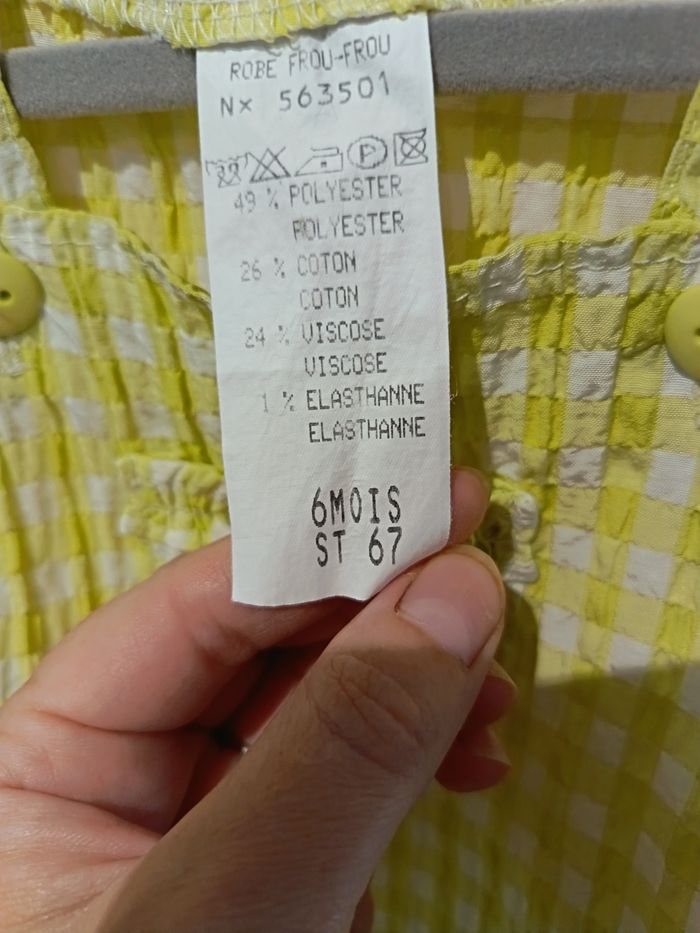 ROBE FROU-FROU
Nx 563501
P
49 % POLYESTER
POLYESTER
26 % COTON
COTON
24 % VISCOSE
VISCOSE
1 % ELASTHANNE
ELASTHANNE
6MOIS
ST 67